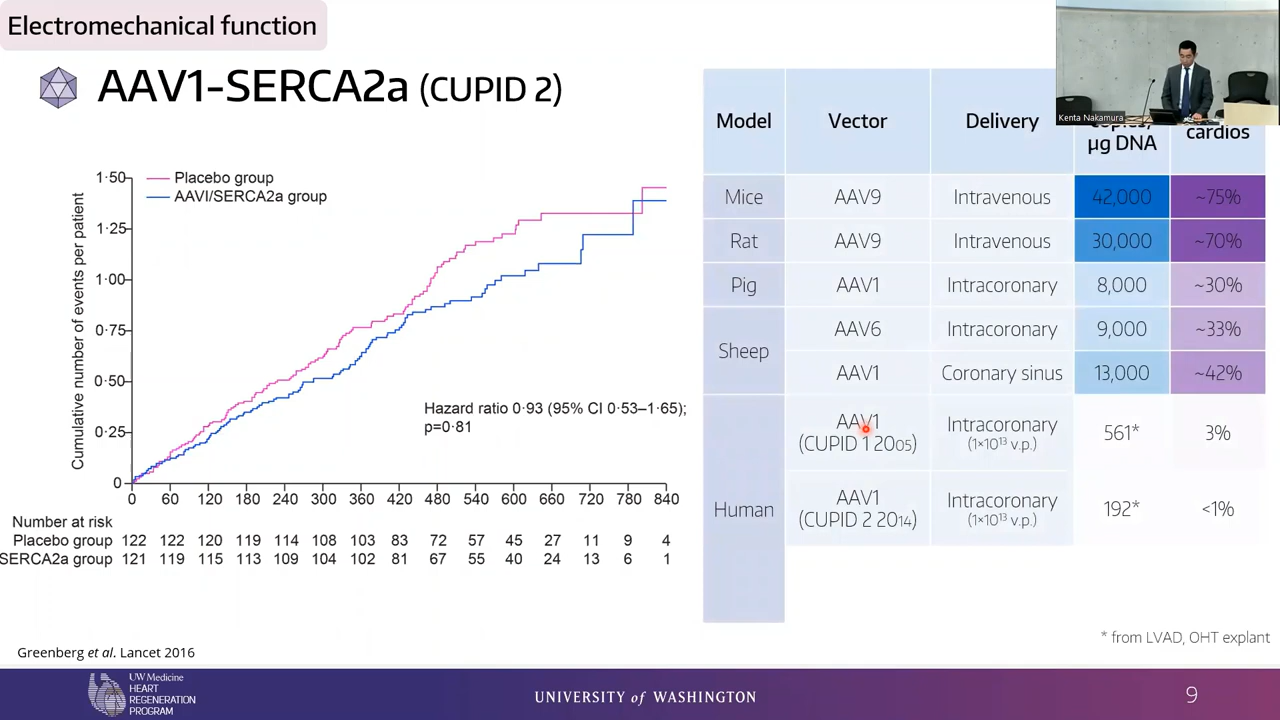 Electromechanical function
AAV1-SERCA2a (CUPID 2)
Kenta Nakamura
Cumulative number of events per patient
1·50
1·25
1·00
0·75
0·50
0·25
0
Placebo group
AAVI/SERCA2a group
Hazard ratio 0·93 (95% CI 0·53–1·65);
p=0·81
0 60 120 180 240 300 360 420 480 540 600 660 720 780 840
Number at risk
Placebo group 122 122 120 119 114 108 103 83 72 57 45 27 11 9 4
SERCA2a group 121 119 115 113 109 104 102 81 67 55 40 24 13 6 1
Model Vector Delivery µg DNA cardios
Mice AAV9 Intravenous 42,000 ~75%
Rat AAV9 Intravenous 30,000 ~70%
Pig AAV1 Intracoronary 8,000 ~30%
Sheep AAV6 Intracoronary 9,000 ~33%
AAV1 Coronary sinus 13,000 ~42%
Human AAV1 (CUPID 1 2005) Intracoronary (1×10¹³ v.p.) 561* 3%
AAV1 (CUPID 2 2014) Intracoronary (1×10¹³ v.p.) 192* <1%
* from LVAD, OHT explant
Greenberg et al. Lancet 2016
UW Medicine
HEART
REGENERATION
PROGRAM
UNIVERSITY of WASHINGTON
9